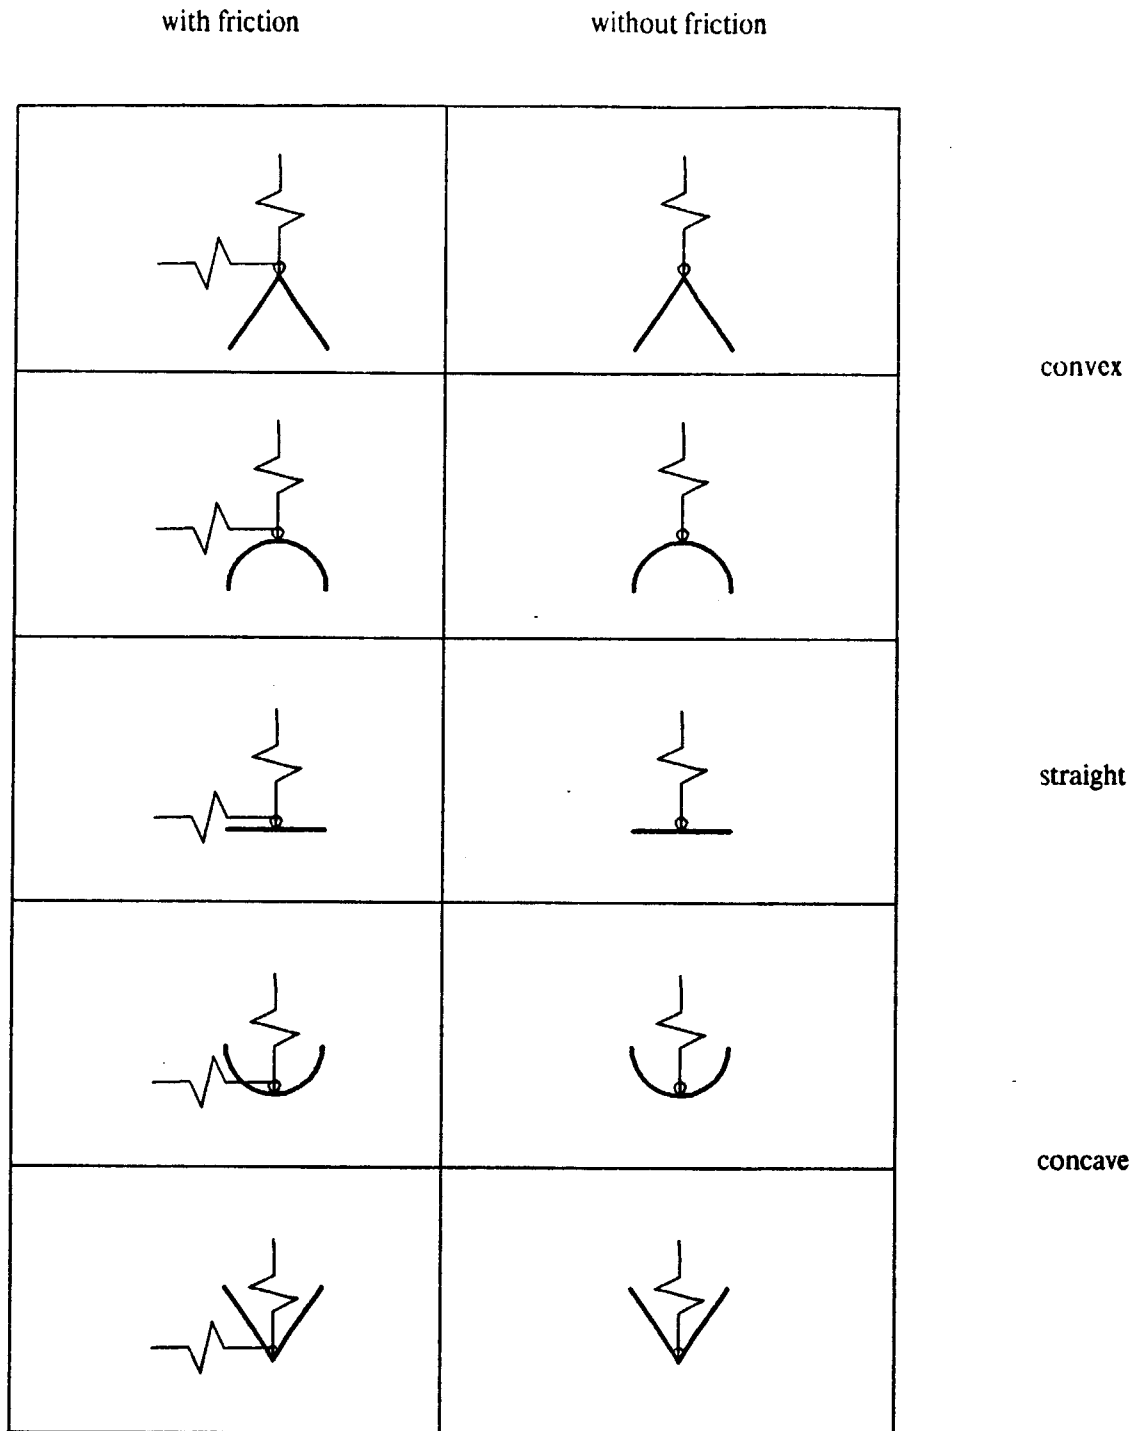 with friction
without friction
convex
straight
concave